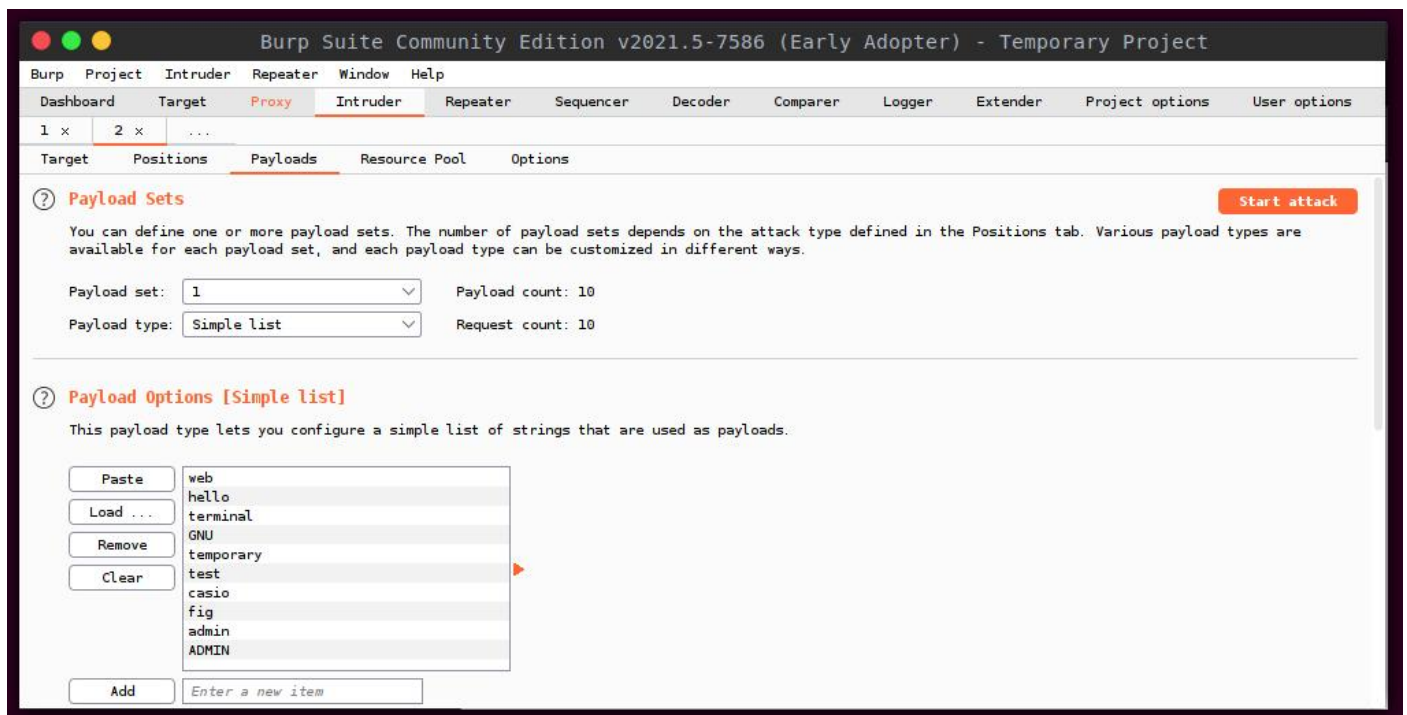 Burp Suite Community Edition v2021.5-7586 (Early Adopter) - Temporary Project
Burp Project Intruder Repeater Window Help
Dashboard Target Proxy Intruder Repeater Sequencer Decoder Comparer Logger Extender Project options User options
1 × 2 × ...
Target Positions Payloads Resource Pool Options
? Payload Sets Start attack
You can define one or more payload sets. The number of payload sets depends on the attack type defined in the Positions tab. Various payload types are
available for each payload set, and each payload type can be customized in different ways.
Payload set: 1 Payload count: 10
Payload type: Simple list Request count: 10
? Payload Options [Simple list]
This payload type lets you configure a simple list of strings that are used as payloads.
Paste
Load ...
Remove
Clear
web
hello
terminal
GNU
temporary
test
casio
fig
admin
ADMIN
Add Enter a new item